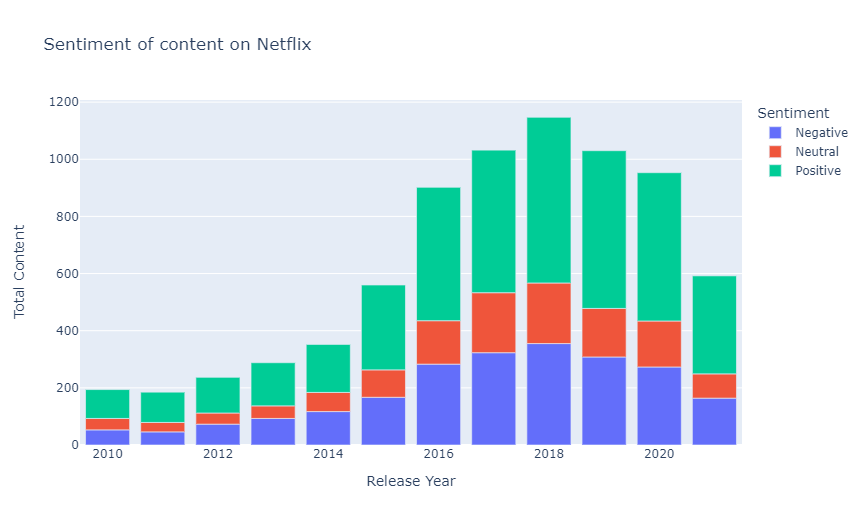 Sentiment of content on Netflix
Sentiment
Negative
Neutral
Positive
Total Content
1200
1000
800
600
400
200
0
2010 2012 2014 2016 2018 2020
Release Year